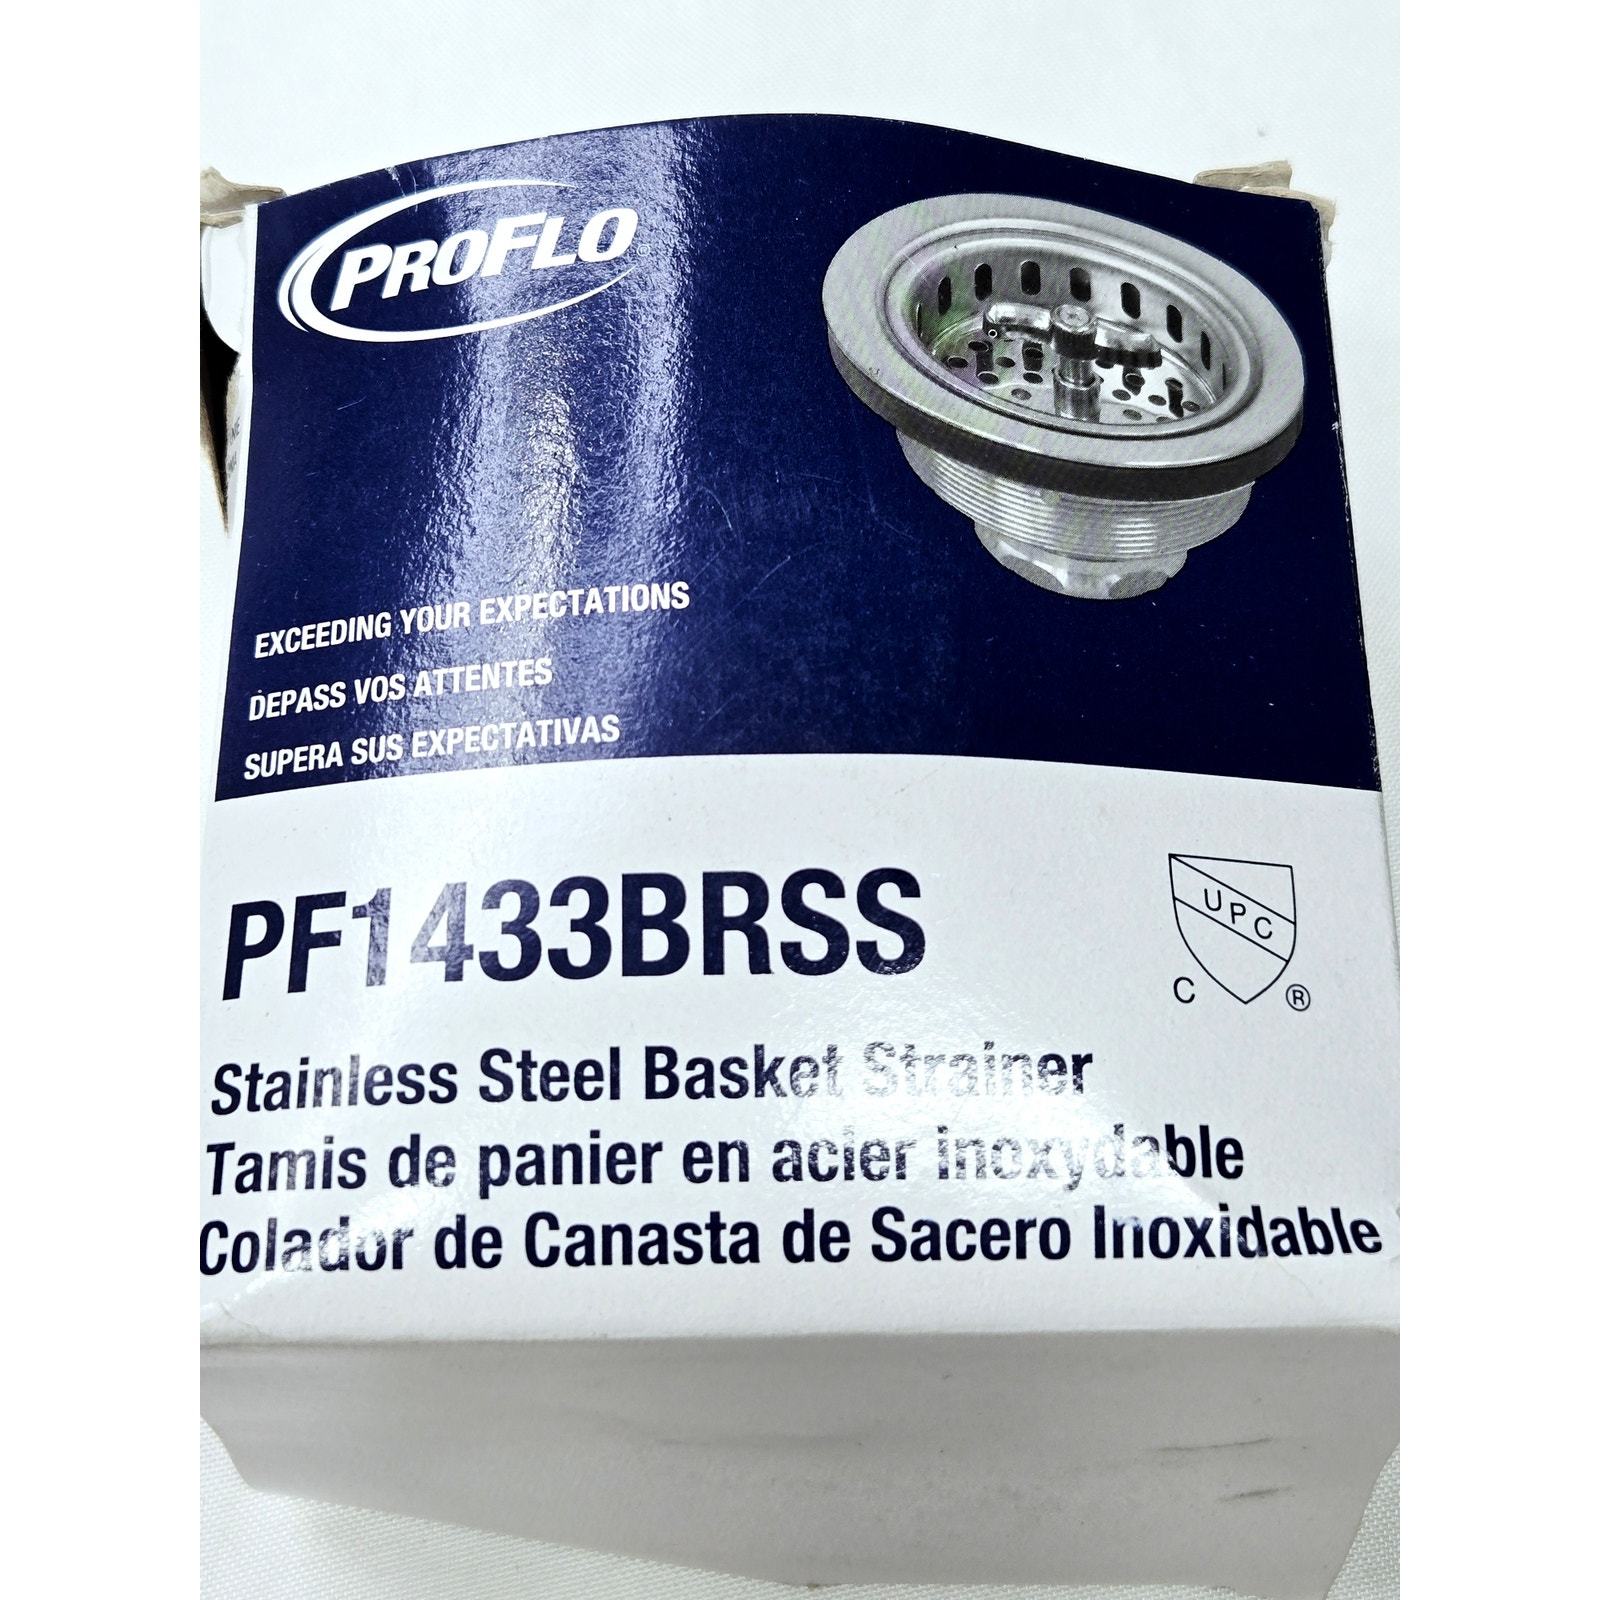 PROFLO®
EXCEEDING YOUR EXPECTATIONS
DEPASS VOS ATTENTES
SUPERA SUS EXPECTATIVAS
PF1433BRSS
UPC
C ®
Stainless Steel Basket Strainer
Tamis de panier en acier inoxydable
Colador de Canasta de Sacero Inoxidable